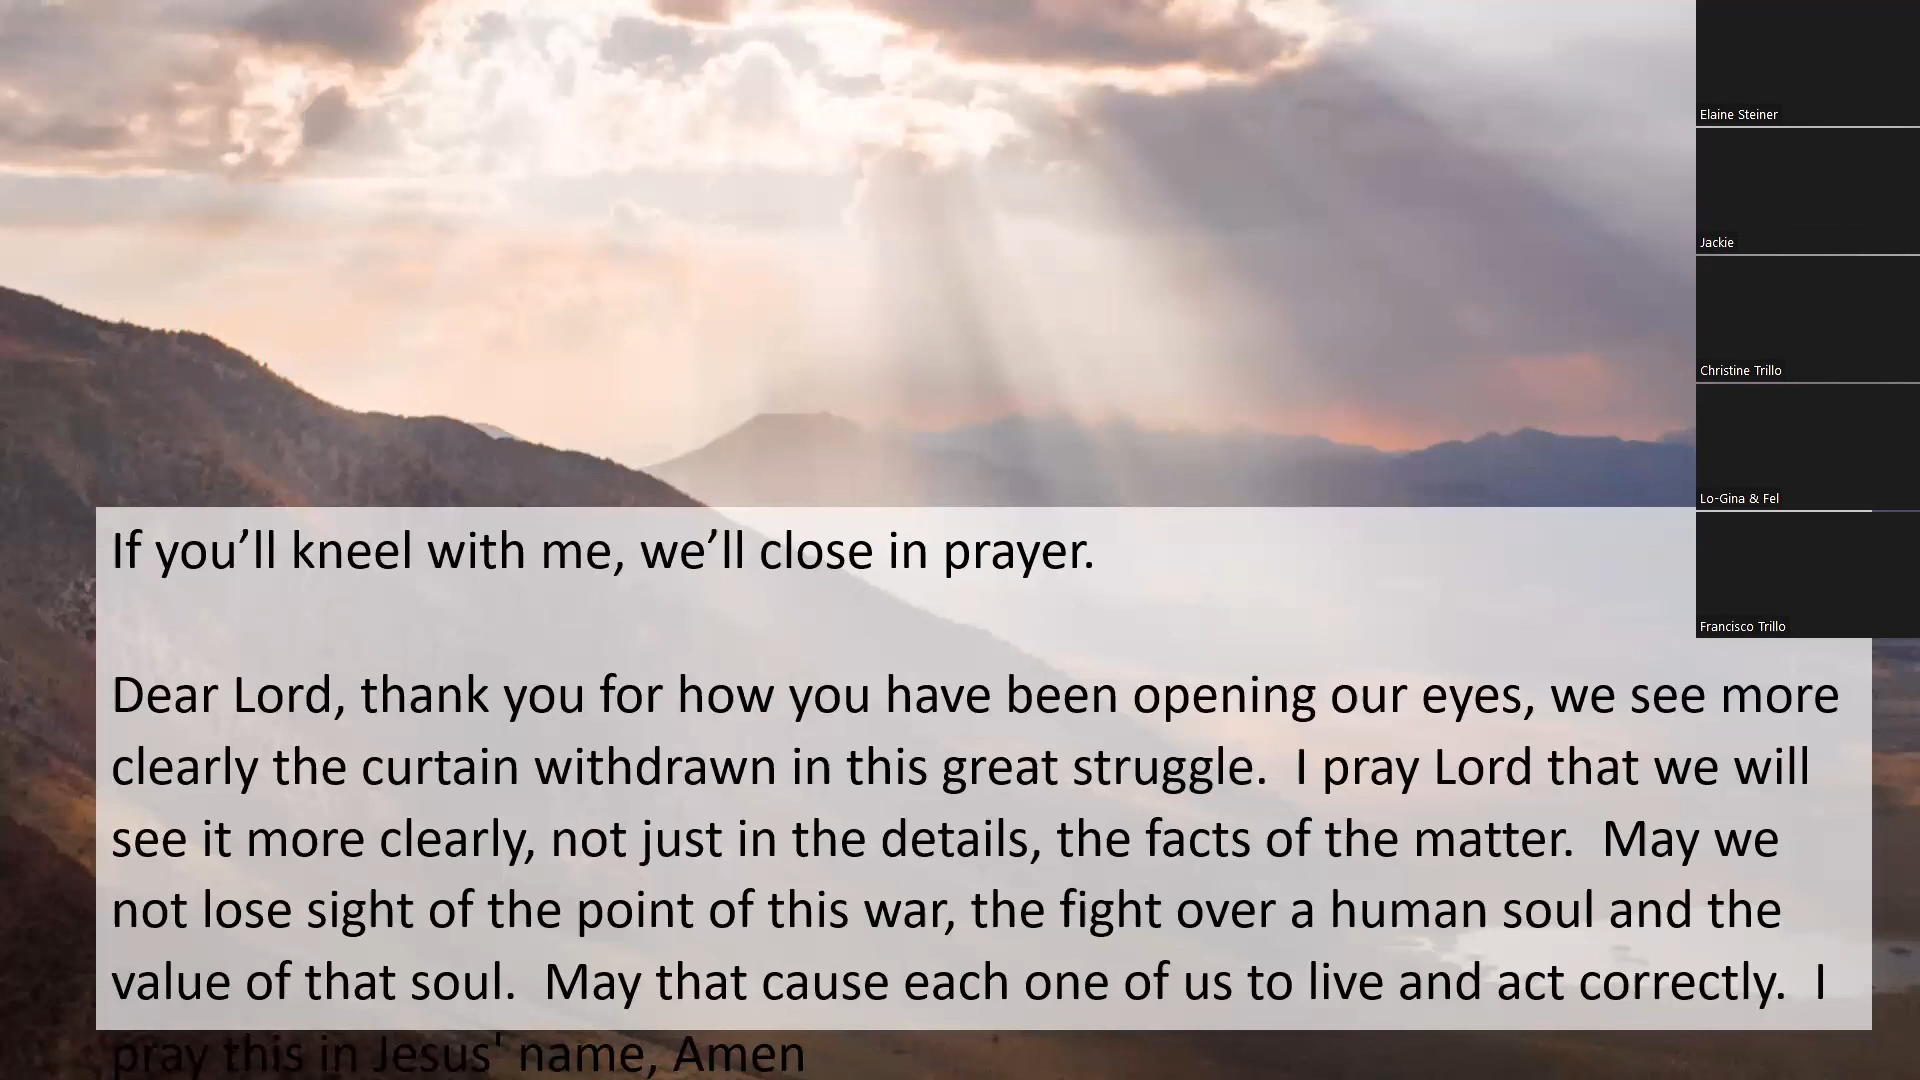 Elaine Steiner
Jackie
Christine Trillo
Lo-Gina & Fel
Francisco Trillo
If you’ll kneel with me, we’ll close in prayer.
Dear Lord, thank you for how you have been opening our eyes, we see more
clearly the curtain withdrawn in this great struggle.  I pray Lord that we will
see it more clearly, not just in the details, the facts of the matter.  May we
not lose sight of the point of this war, the fight over a human soul and the
value of that soul.  May that cause each one of us to live and act correctly.  I
pray this in Jesus' name, Amen